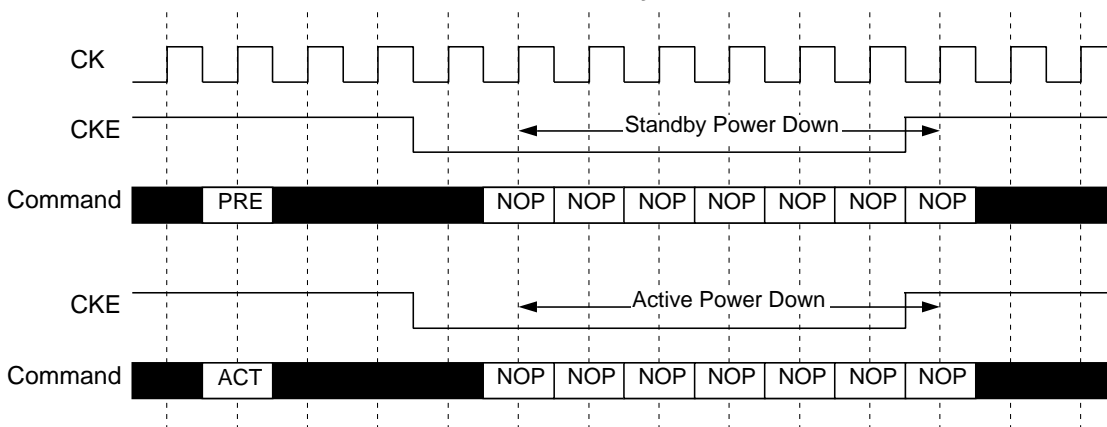 CK
CKE Standby Power Down
Command PRE NOP NOP NOP NOP NOP NOP NOP
CKE Active Power Down
Command ACT NOP NOP NOP NOP NOP NOP NOP